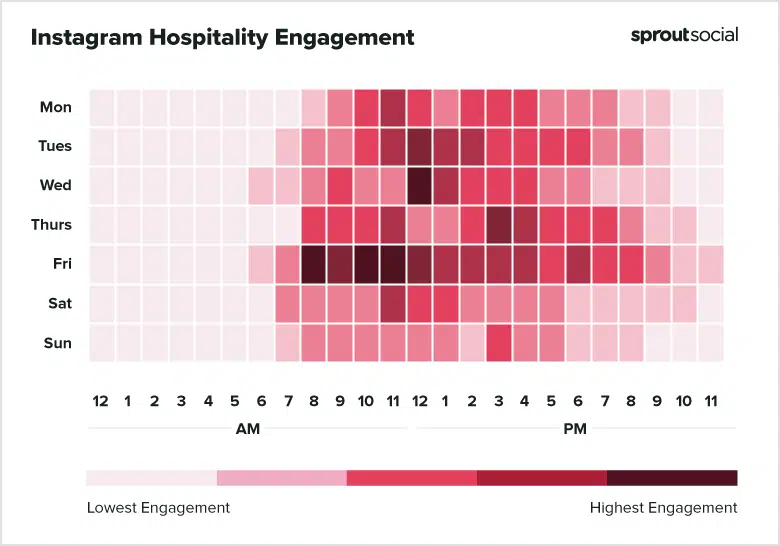 Instagram Hospitality Engagement
sproutsocial
Mon
Tues
Wed
Thurs
Fri
Sat
Sun
12 1 2 3 4 5 6 7 8 9 10 11 12 1 2 3 4 5 6 7 8 9 10 11
AM PM
Lowest Engagement Highest Engagement